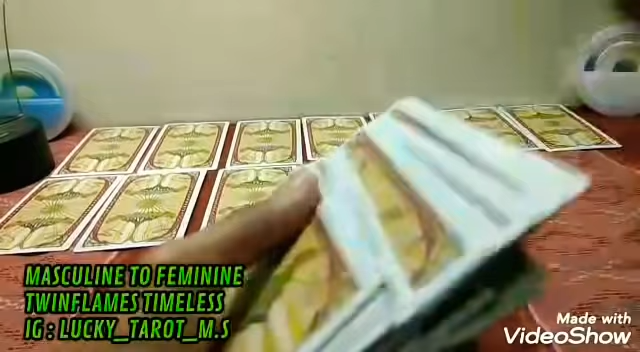 MASCULINE TO FEMININE
TWINFLAMES TIMELESS
IG : LUCKY_TAROT_M.S
Made with
VideoShow